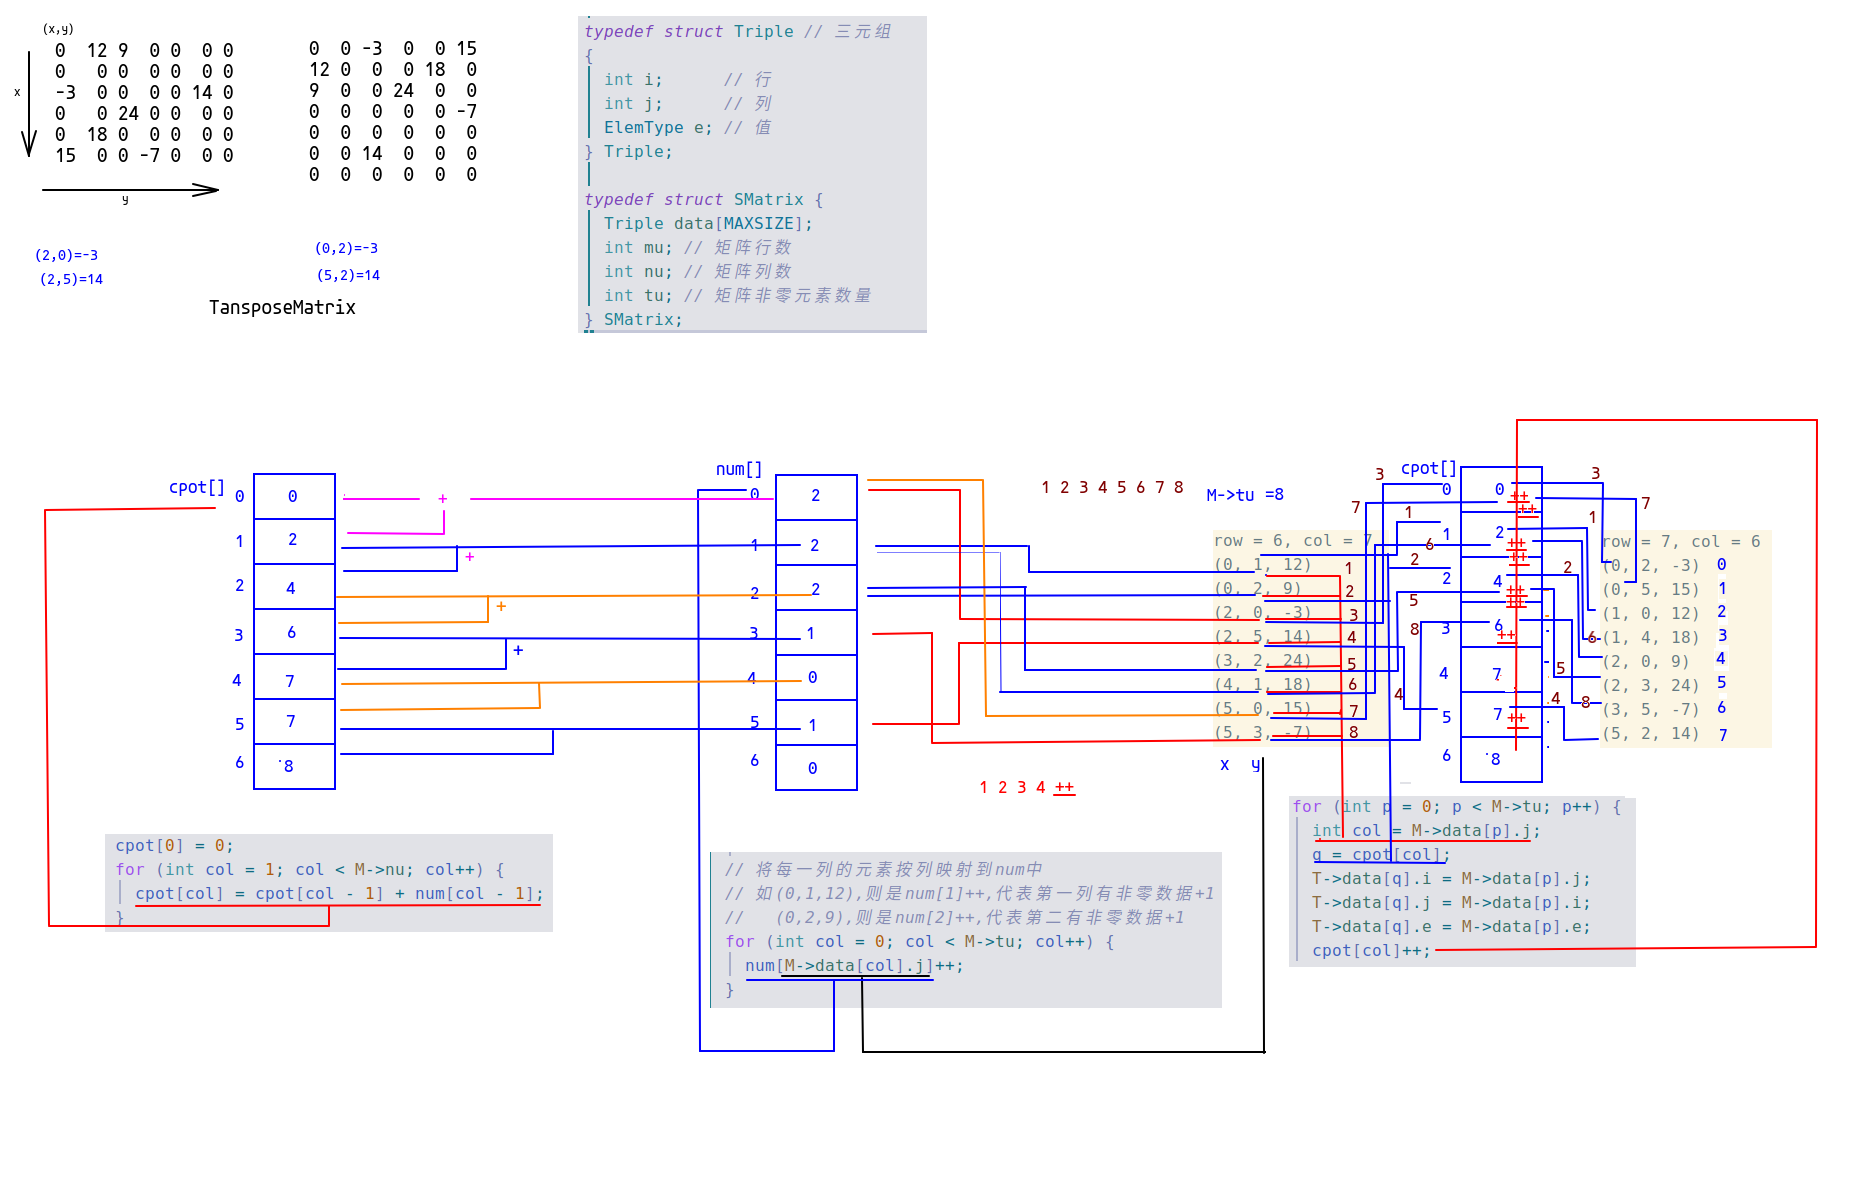 (x,y)
0 12 9 0 0 0 0
0 0 0 0 0 0 0
-3 0 0 0 0 14 0
0 0 24 0 0 0 0
0 18 0 0 0 0 0
15 0 0 -7 0 0 0
x
y
0 0 -3 0 0 15
12 0 0 0 18 0
9 0 0 24 0 0
0 0 0 0 0 -7
0 0 0 0 0 0
0 0 14 0 0 0
0 0 0 0 0 0
(2,0)=-3
(2,5)=14
(0,2)=-3
(5,2)=14
TansposeMatrix
typedef struct Triple // 三元组
{
int i; // 行
int j; // 列
ElemType e; // 值
} Triple;
typedef struct SMatrix {
Triple data[MAXSIZE];
int mu; // 矩阵行数
int nu; // 矩阵列数
int tu; // 矩阵非零元素数量
} SMatrix;
cpot[]
0 0
1 2
2 4
3 6
4 7
5 7
6 8
+
+
+
+
num[]
0 2
1 2
2 2
3 1
4 0
5 1
6 0
1 2 3 4 5 6 7 8
M->tu =8
row = 6, col = 7
(0, 1, 12) 1
(0, 2, 9) 2
(2, 0, -3) 3
(2, 5, 14) 4
(3, 2, 24) 5
(4, 1, 18) 6
(5, 0, 15) 7
(5, 3, -7) 8
x y
1 2 3 4 ++
3
7
1
6
2
5
8
4
cpot[]
0 0 ++ ++
1 2 ++ ++
2 4 ++ ++
3 6 ++
4 7
5 7 ++
6 8
3
7
1
2
6
5
4
8
row = 7, col = 6
(0, 2, -3) 0
(0, 5, 15) 1
(1, 0, 12) 2
(1, 4, 18) 3
(2, 0, 9) 4
(2, 3, 24) 5
(3, 5, -7) 6
(5, 2, 14) 7
cpot[0] = 0;
for (int col = 1; col < M->nu; col++) {
cpot[col] = cpot[col - 1] + num[col - 1];
}
// 将每一列的元素按列映射到num中
// 如(0,1,12),则是num[1]++,代表第一列有非零数据+1
// (0,2,9),则是num[2]++,代表第二有非零数据+1
for (int col = 0; col < M->tu; col++) {
num[M->data[col].j]++;
}
for (int p = 0; p < M->tu; p++) {
int col = M->data[p].j;
q = cpot[col];
T->data[q].i = M->data[p].j;
T->data[q].j = M->data[p].i;
T->data[q].e = M->data[p].e;
cpot[col]++;